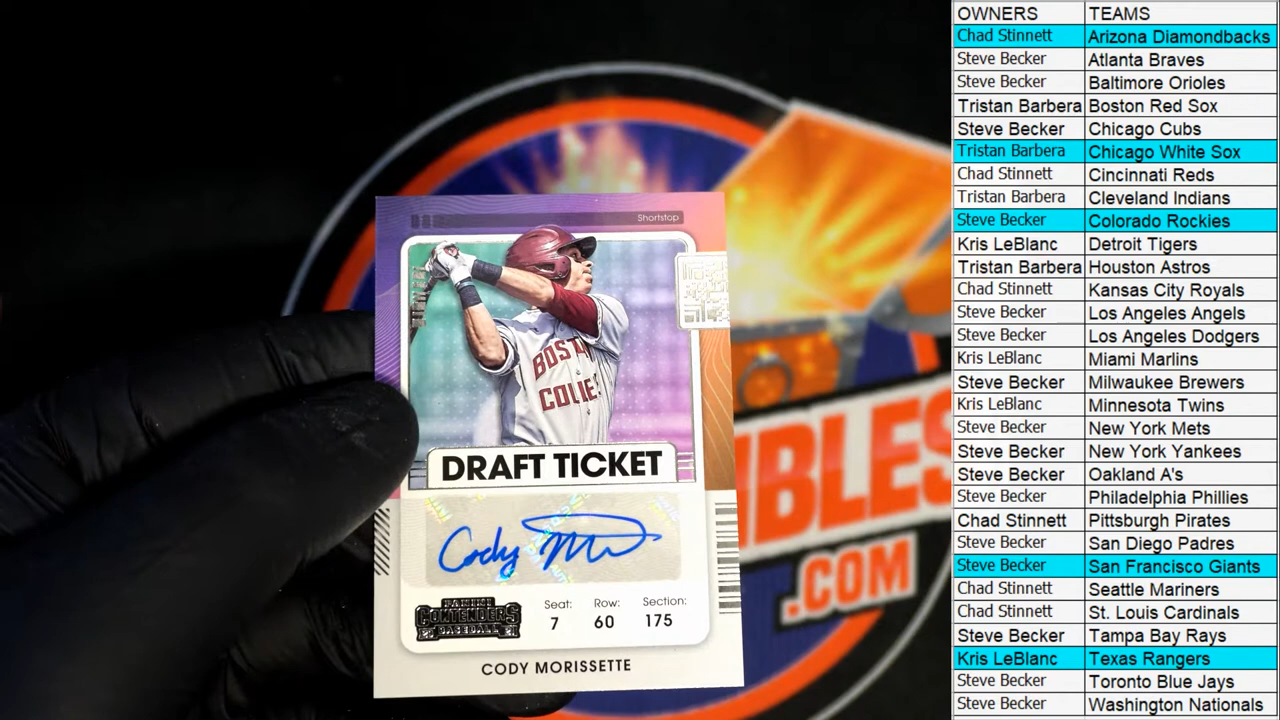 Shortstop
BOSTON
COLLE
DRAFT TICKET
Cody M
PANINI
CONTENDERS
BASEBALL
Seat: Row: Section:
7 60 175
CODY MORISSETTE
IBLES
.COM
OWNERS TEAMS
Chad Stinnett Arizona Diamondbacks
Steve Becker Atlanta Braves
Steve Becker Baltimore Orioles
Tristan Barbera Boston Red Sox
Steve Becker Chicago Cubs
Tristan Barbera Chicago White Sox
Chad Stinnett Cincinnati Reds
Tristan Barbera Cleveland Indians
Steve Becker Colorado Rockies
Kris LeBlanc Detroit Tigers
Tristan Barbera Houston Astros
Chad Stinnett Kansas City Royals
Steve Becker Los Angeles Angels
Steve Becker Los Angeles Dodgers
Kris LeBlanc Miami Marlins
Steve Becker Milwaukee Brewers
Kris LeBlanc Minnesota Twins
Steve Becker New York Mets
Steve Becker New York Yankees
Steve Becker Oakland A's
Steve Becker Philadelphia Phillies
Chad Stinnett Pittsburgh Pirates
Steve Becker San Diego Padres
Steve Becker San Francisco Giants
Chad Stinnett Seattle Mariners
Chad Stinnett St. Louis Cardinals
Steve Becker Tampa Bay Rays
Kris LeBlanc Texas Rangers
Steve Becker Toronto Blue Jays
Steve Becker Washington Nationals